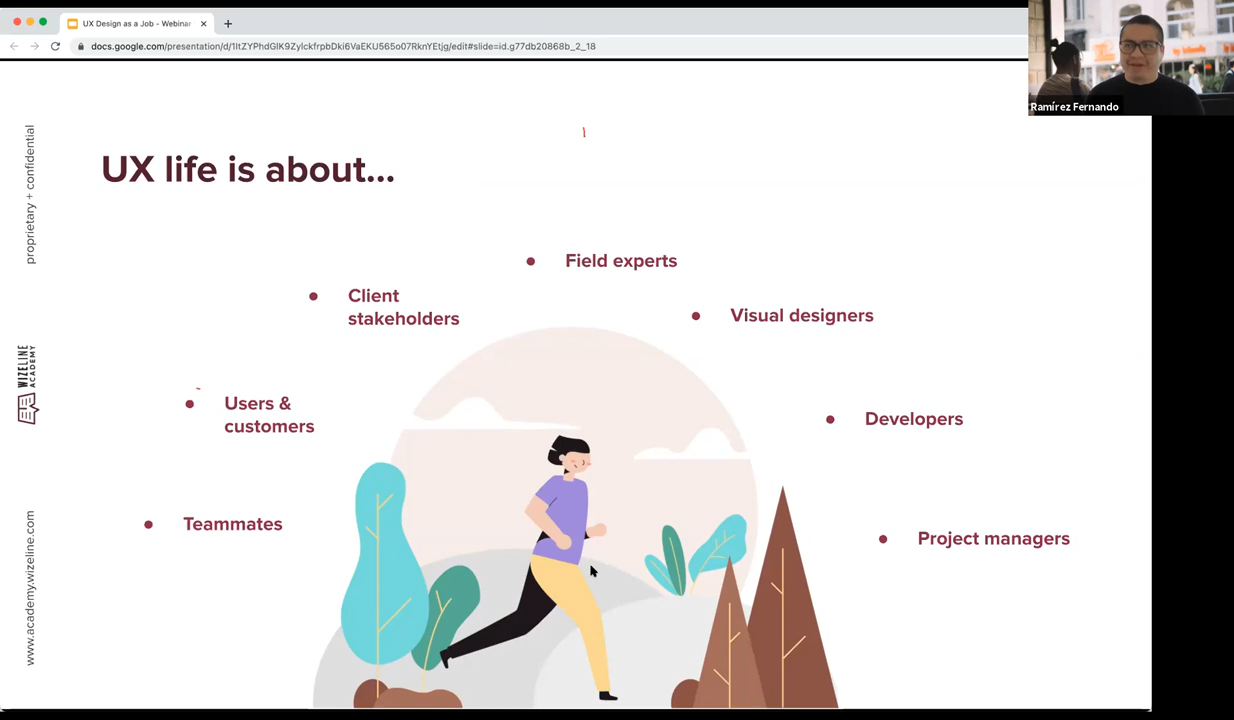 UX Design as a Job - Webinar
docs.google.com/presentation/d/1ItZYPhdGIK9ZylckfrpbDki6VaEKU565o07RknYEtjg/edit#slide=id.g77db20868b_2_18
Ramírez Fernando
proprietary + confidential
WIZELINE
ACADEMY
www.academy.wizeline.com
UX life is about...
Field experts
Client
stakeholders
Visual designers
Users &
customers
Developers
Teammates
Project managers